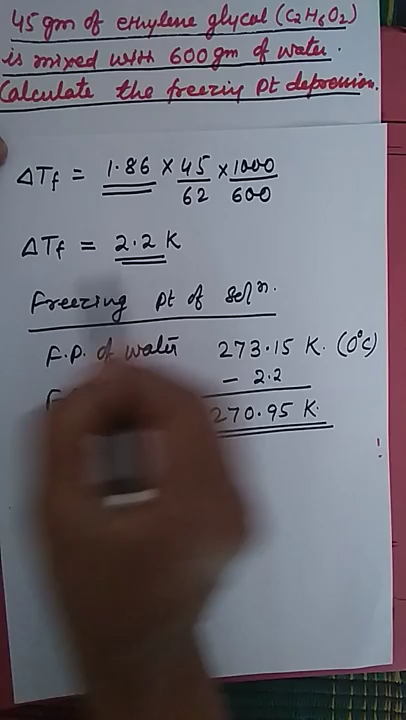 45 gm of ethylene glycol (C₂H₆O₂)
is mixed with 600 gm of water.
Calculate the freezing pt depression.
ΔTf = 1.86 × 45/62 × 1000/600
ΔTf = 2.2 K
Freezing pt of solⁿ.
F.P. of water 273.15 K. (0°C)
- 2.2
270.95 K.